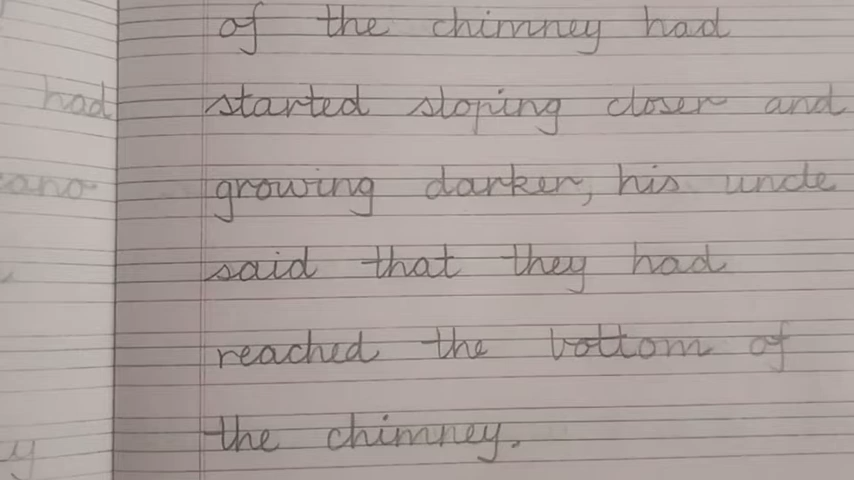 of the chimney had
had started sloping closer and
growing darker, his uncle
said that they had
reached the bottom of
the chimney.